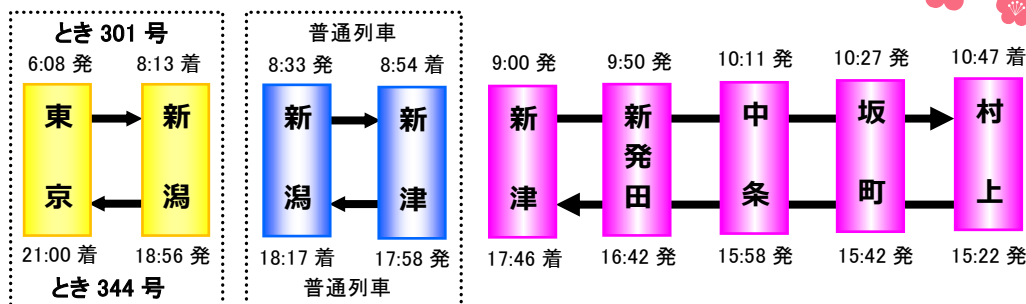 とき 301 号
6:08 発 8:13 着
東京
新潟
21:00 着 18:56 発
とき 344 号
普通列車
8:33 発 8:54 着
新潟
新津
18:17 着 17:58 発
普通列車
9:00 発 9:50 発 10:11 発 10:27 発 10:47 着
新津
新発田
中条
坂町
村上
17:46 着 16:42 発 15:58 発 15:42 発 15:22 発